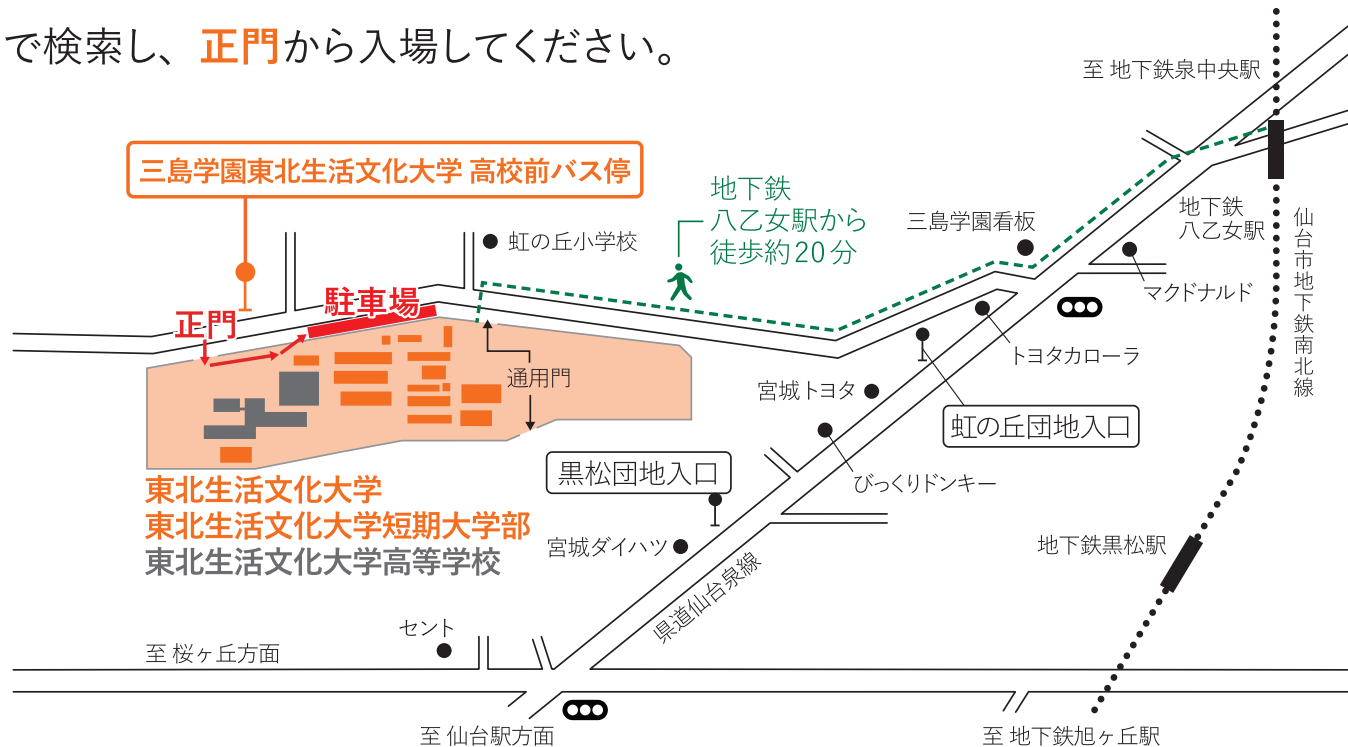 で検索し、正門から入場してください。
至 地下鉄泉中央駅
三島学園東北生活文化大学 高校前バス停
地下鉄
八乙女駅から
徒歩約20分
三島学園看板
地下鉄
八乙女駅
仙台市地下鉄南北線
虹の丘小学校
マクドナルド
駐車場
正門
トヨタカローラ
通用門
宮城トヨタ
虹の丘団地入口
黒松団地入口
びっくりドンキー
東北生活文化大学
東北生活文化大学短期大学部
東北生活文化大学高等学校
宮城ダイハツ
地下鉄黒松駅
県道仙台泉線
セント
至 桜ヶ丘方面
至 仙台駅方面
至 地下鉄旭ヶ丘駅